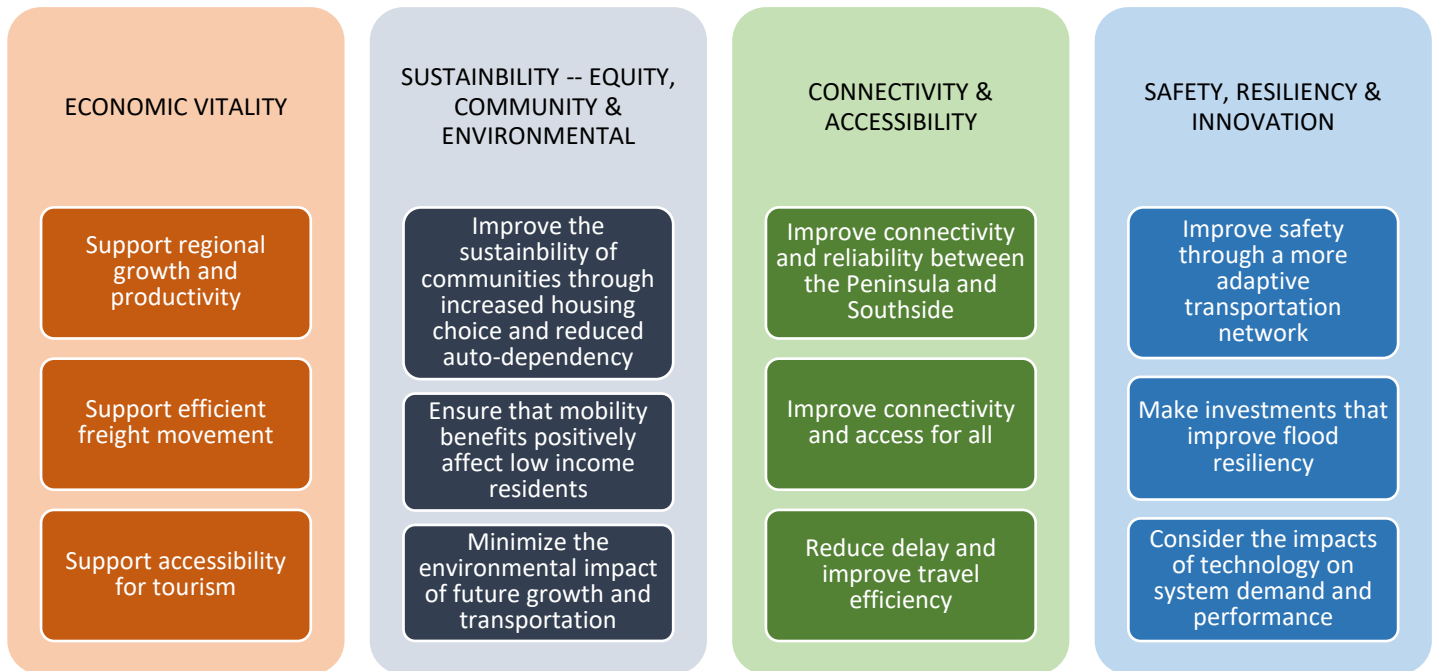 ECONOMIC VITALITY
Support regional
growth and
productivity
Support efficient
freight movement
Support accessibility
for tourism
SUSTAINBILITY -- EQUITY,
COMMUNITY &
ENVIRONMENTAL
Improve the
sustainbility of
communities through
increased housing
choice and reduced
auto-dependency
Ensure that mobility
benefits positively
affect low income
residents
Minimize the
environmental impact
of future growth and
transportation
CONNECTIVITY &
ACCESSIBILITY
Improve connectivity
and reliability between
the Peninsula and
Southside
Improve connectivity
and access for all
Reduce delay and
improve travel
efficiency
SAFETY, RESILIENCY &
INNOVATION
Improve safety
through a more
adaptive
transportation
network
Make investments that
improve flood
resiliency
Consider the impacts
of technology on
system demand and
performance